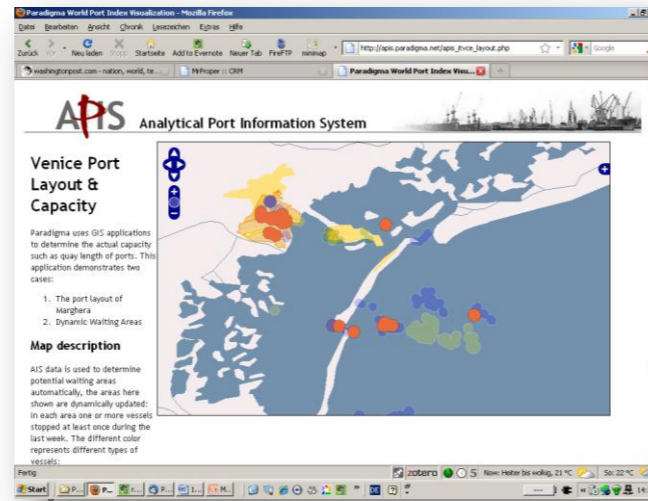 Paradigma World Port Index Visualization - Mozilla Firefox
Datei Bearbeiten Ansicht Chronik Lesezeichen Extras Hilfe
Zurück Vor Neu laden Stopp Startseite Add to Evernote Neuer Tab FireFTP minimap http://apis.paradigma.net/apis_itvce_layout.php Google
washingtonpost.com - nation, world, te... MrProper :: CRM Paradigma World Port Index Visu...
APIS Analytical Port Information System
Venice Port
Layout &
Capacity
Paradigma uses GIS applications
to determine the actual capacity
such as quay length of ports. This
application demonstrates two
cases:
1. The port layout of
Marghera
2. Dynamic Waiting Areas
Map description
AIS data is used to determine
potential waiting areas
automatically, the areas here
shown are dynamically updated:
in each area one or more vessels
stopped at least once during the
last week. The different color
represents different types of
vessels:
Fertig zotero Now: Heiter bis wolkig, 21 °C So: 22 °C
Start DE